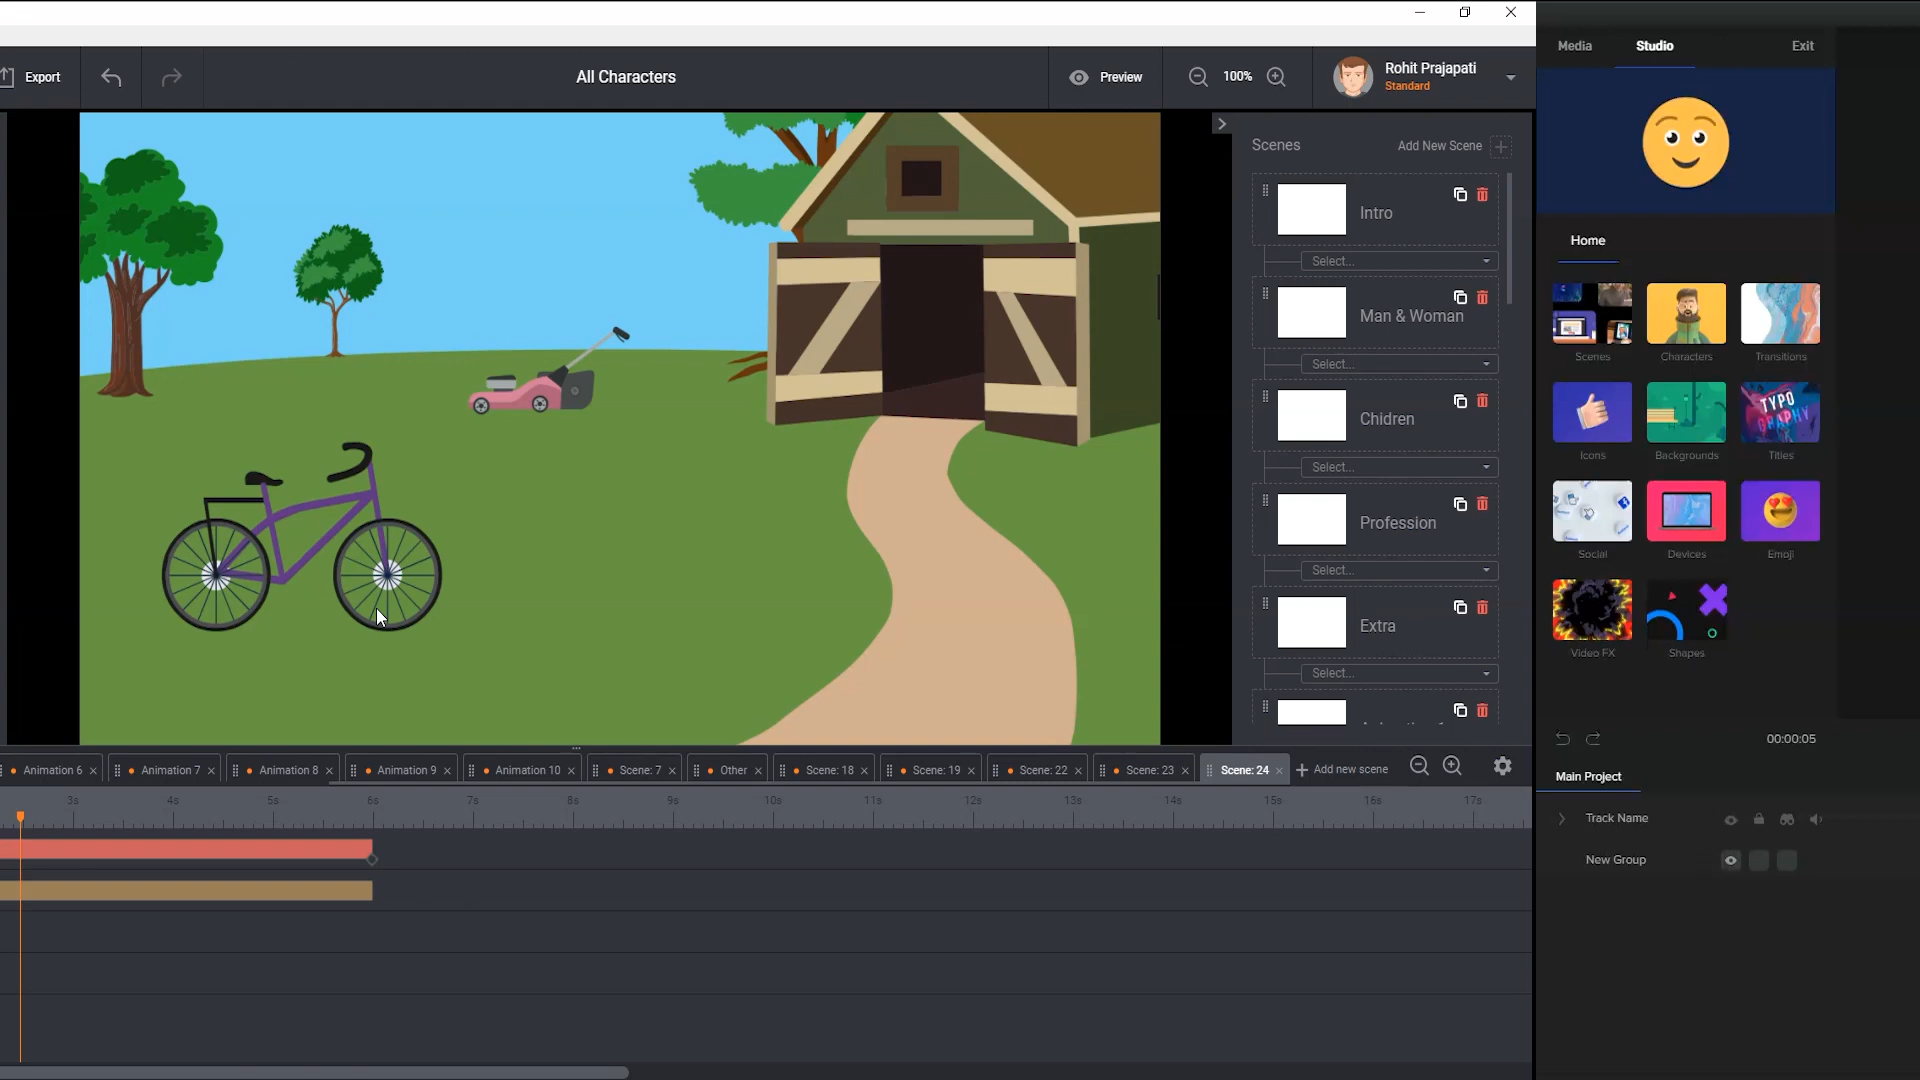 Export
All Characters
Preview
100%
Rohit Prajapati
Standard
Media
Studio
Exit
Scenes
Add New Scene
Intro
Select...
Man & Woman
Select...
Chidren
Select...
Profession
Select...
Extra
Select...
Home
Scenes
Characters
Transitions
TYPO
GRAPHY
Icons
Backgrounds
Titles
Social
Devices
Emoji
Video FX
Shapes
00:00:05
Main Project
Track Name
New Group
Animation 6
Animation 7
Animation 8
Animation 9
Animation 10
Scene: 7
Other
Scene: 18
Scene: 19
Scene: 22
Scene: 23
Scene: 24
Add new scene
3s 4s 5s 6s 7s 8s 9s 10s 11s 12s 13s 14s 15s 16s 17s